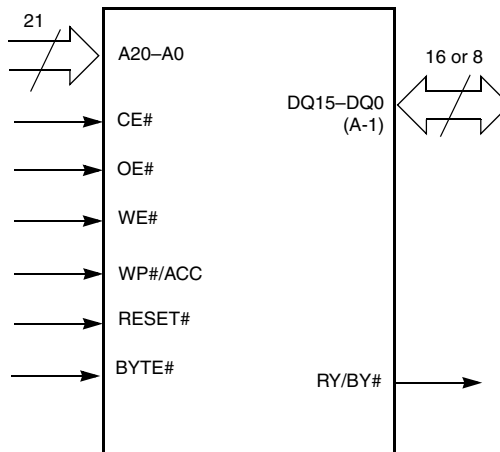 21
A20–A0
16 or 8
DQ15–DQ0
(A-1)
CE#
OE#
WE#
WP#/ACC
RESET#
BYTE#
RY/BY#